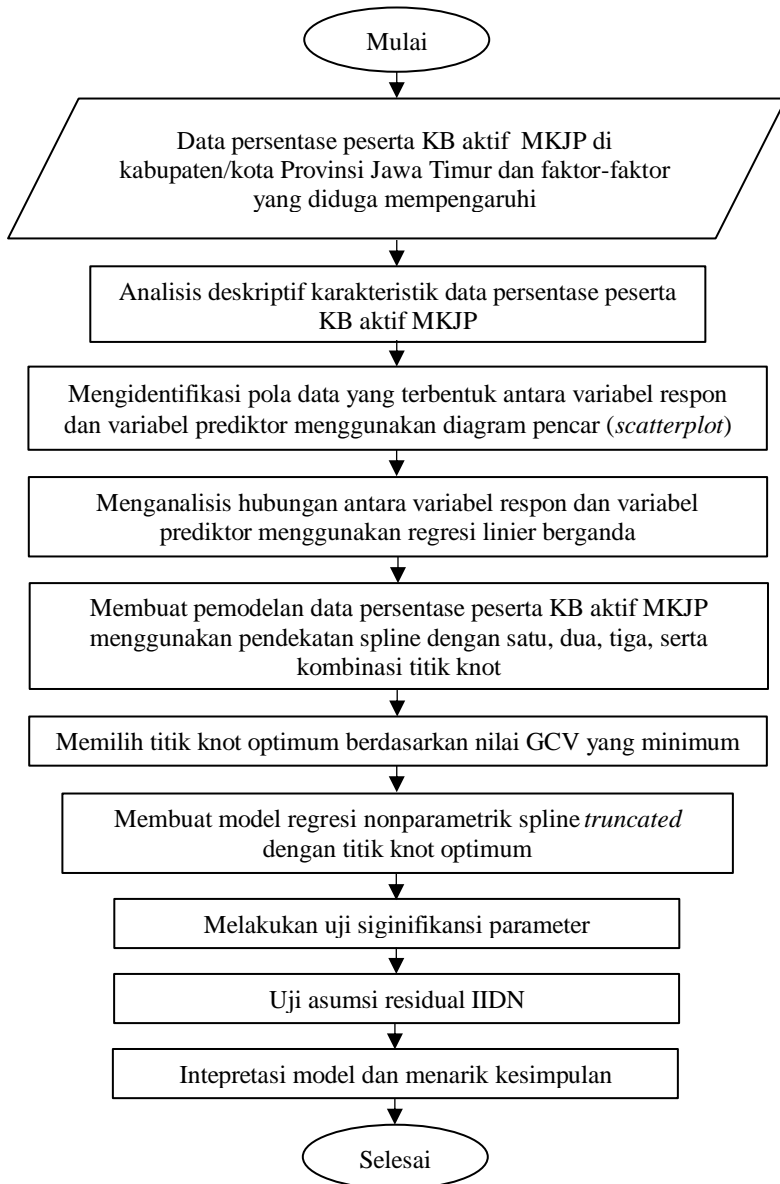 Mulai
Data persentase peserta KB aktif MKJP di
kabupaten/kota Provinsi Jawa Timur dan faktor-faktor
yang diduga mempengaruhi
Analisis deskriptif karakteristik data persentase peserta
KB aktif MKJP
Mengidentifikasi pola data yang terbentuk antara variabel respon
dan variabel prediktor menggunakan diagram pencar (scatterplot)
Menganalisis hubungan antara variabel respon dan variabel
prediktor menggunakan regresi linier berganda
Membuat pemodelan data persentase peserta KB aktif MKJP
menggunakan pendekatan spline dengan satu, dua, tiga, serta
kombinasi titik knot
Memilih titik knot optimum berdasarkan nilai GCV yang minimum
Membuat model regresi nonparametrik spline truncated
dengan titik knot optimum
Melakukan uji siginifikansi parameter
Uji asumsi residual IIDN
Intepretasi model dan menarik kesimpulan
Selesai